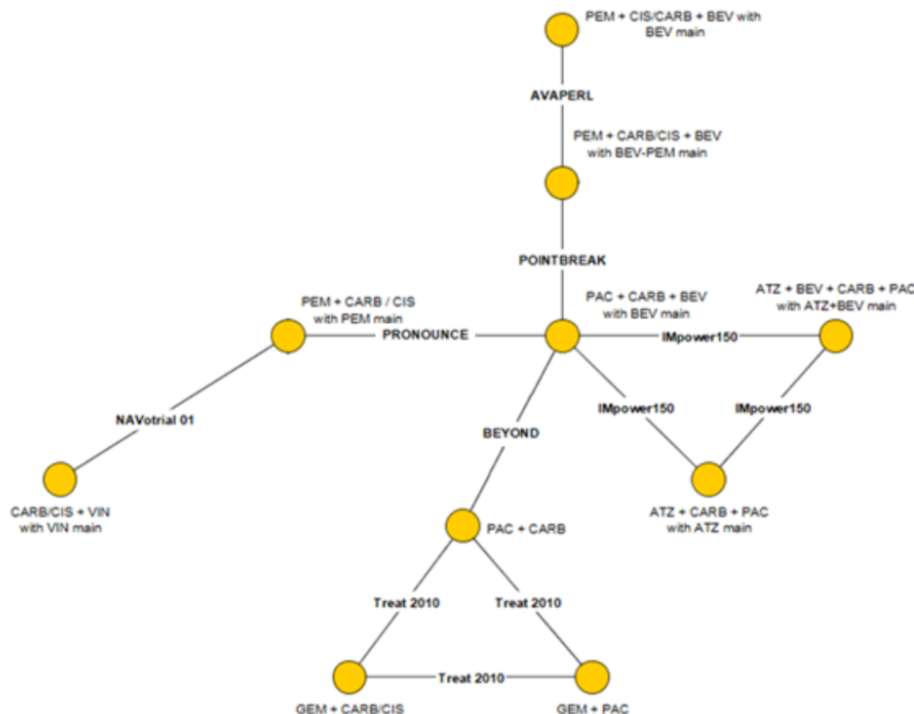 PEM + CIS/CARB + BEV with
BEV main
AVAPERL
PEM + CARB/CIS + BEV
with BEV-PEM main
POINTBREAK
PEM + CARB / CIS
with PEM main
PAC + CARB + BEV
with BEV main
ATZ + BEV + CARB + PAC
with ATZ+BEV main
PRONOUNCE
IMpower150
NAVotrial 01
BEYOND
IMpower150
IMpower150
CARB/CIS + VIN
with VIN main
ATZ + CARB + PAC
with ATZ main
PAC + CARB
Treat 2010
Treat 2010
Treat 2010
GEM + CARB/CIS
GEM + PAC